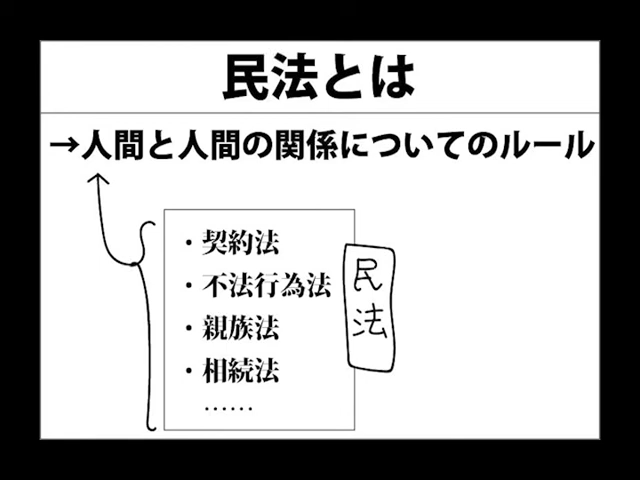 民法とは
→人間と人間の関係についてのルール
・契約法
・不法行為法
・親族法
・相続法
……
民法